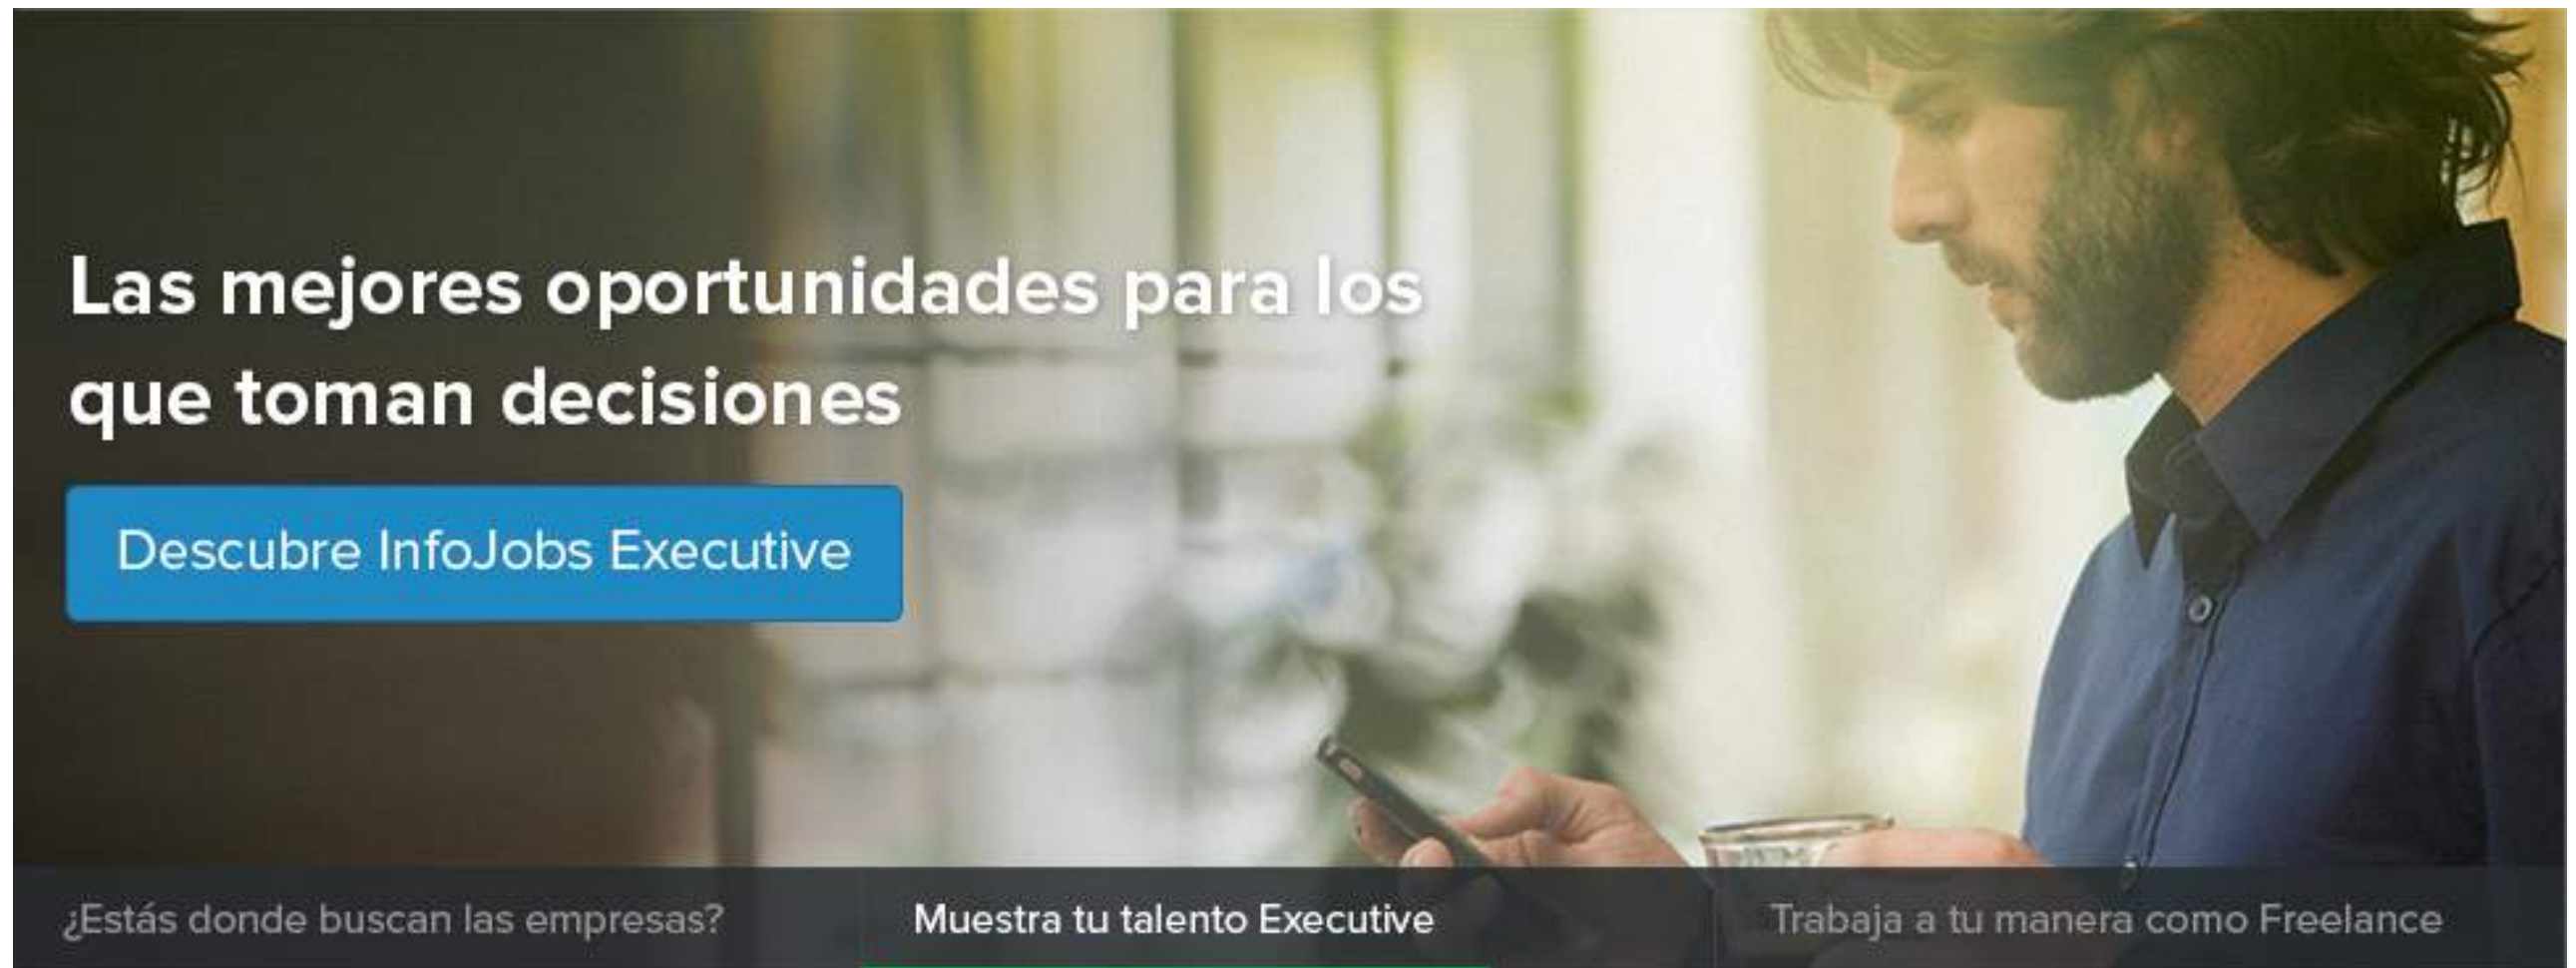 Las mejores oportunidades para los
que toman decisiones
Descubre InfoJobs Executive
¿Estás donde buscan las empresas?
Muestra tu talento Executive
Trabaja a tu manera como Freelance